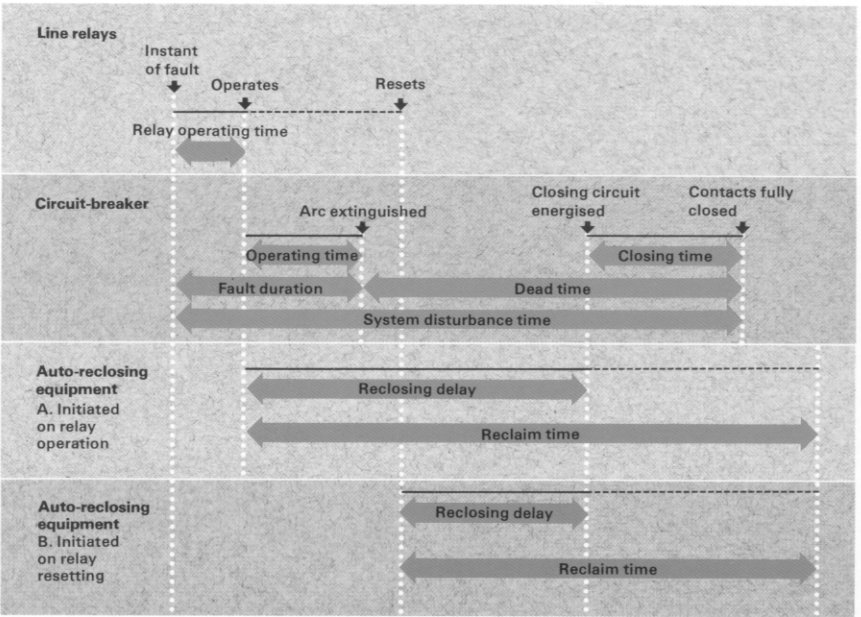 Line relays
Instant
of fault
Operates
Resets
Relay operating time
Circuit-breaker
Arc extinguished
Closing circuit
energised
Contacts fully
closed
Operating time
Closing time
Fault duration
Dead time
System disturbance time
Auto-reclosing
equipment
A. Initiated
on relay
operation
Reclosing delay
Reclaim time
Auto-reclosing
equipment
B. Initiated
on relay
resetting
Reclosing delay
Reclaim time